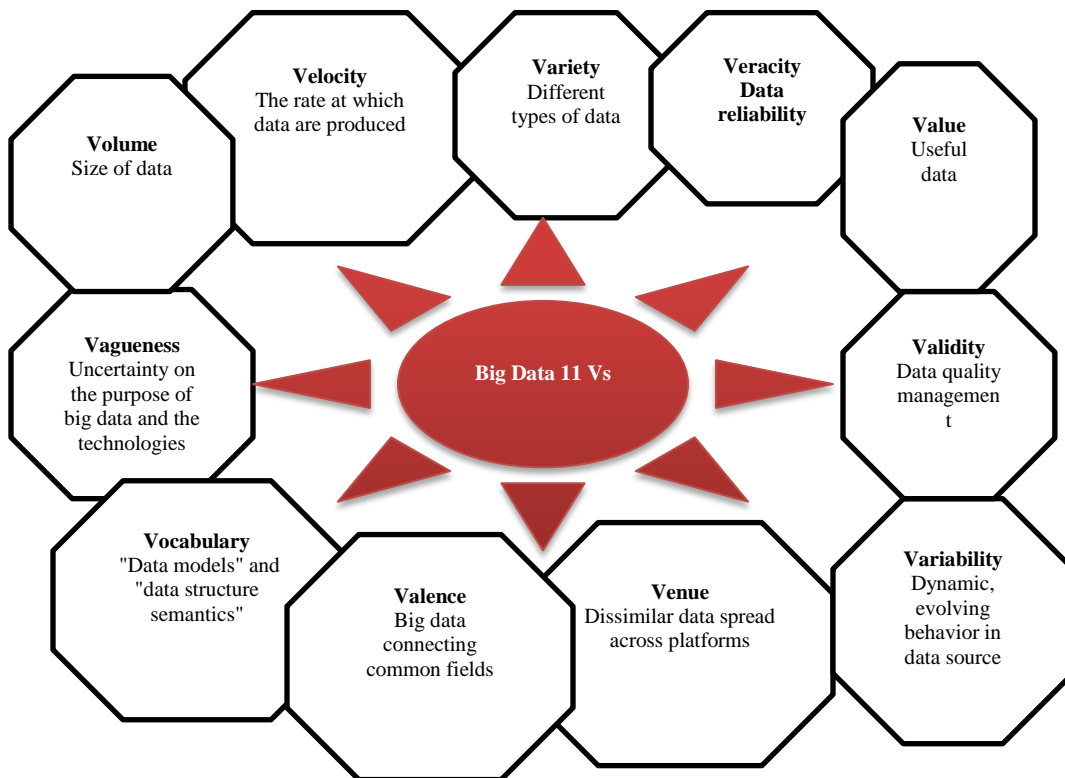 Volume
Size of data
Velocity
The rate at which
data are produced
Variety
Different
types of data
Veracity
Data
reliability
Value
Useful
data
Vagueness
Uncertainty on
the purpose of
big data and the
technologies
Big Data 11 Vs
Validity
Data quality
managemen
t
Vocabulary
"Data models" and
"data structure
semantics"
Valence
Big data
connecting
common fields
Venue
Dissimilar data spread
across platforms
Variability
Dynamic,
evolving
behavior in
data source